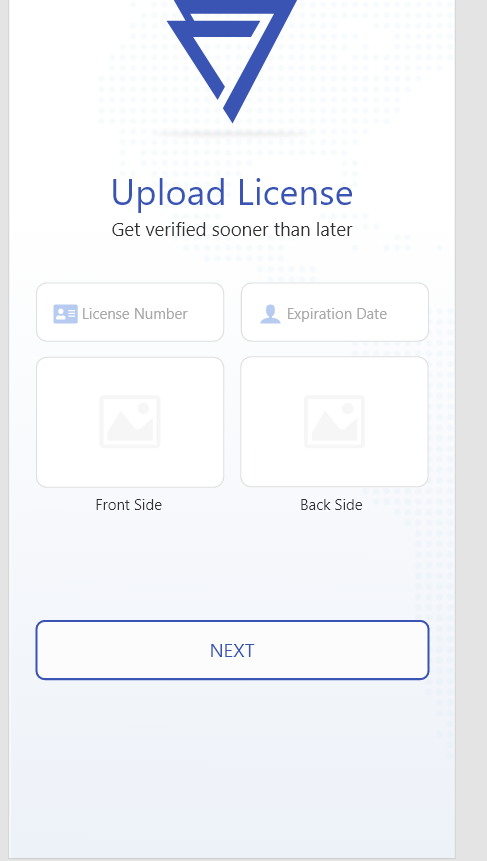 Upload License
Get verified sooner than later
License Number
Expiration Date
Front Side
Back Side
NEXT